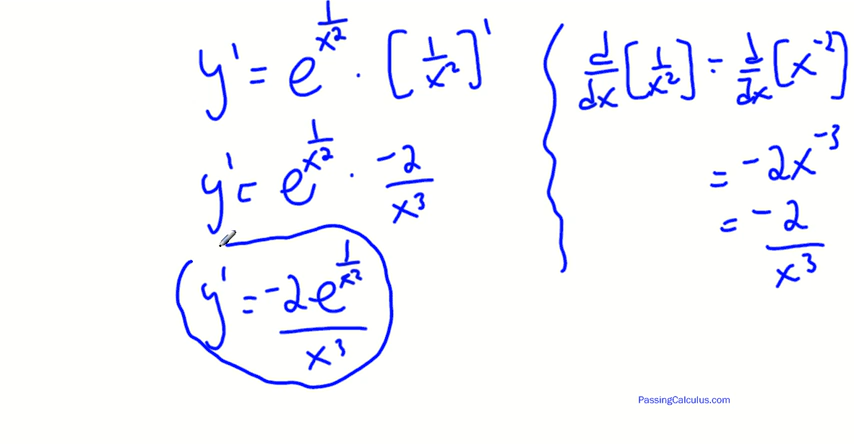 y' = e^(1/x²) · [1/x²]'
y' = e^(1/x²) · -2/x³
y' = -2e^(1/x²)/x³
d/dx [1/x²] = d/dx [x⁻²]
= -2x⁻³
= -2/x³
PassingCalculus.com